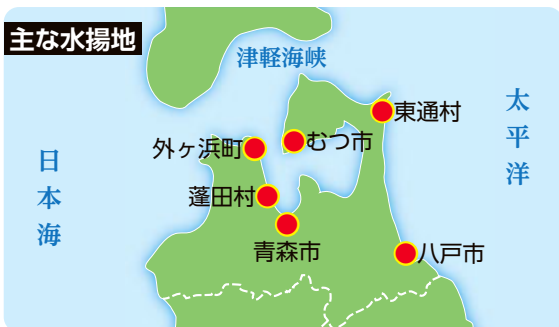 主な水揚地
津軽海峡
太平洋
東通村
むつ市
外ヶ浜町
日本海
蓬田村
青森市
八戸市